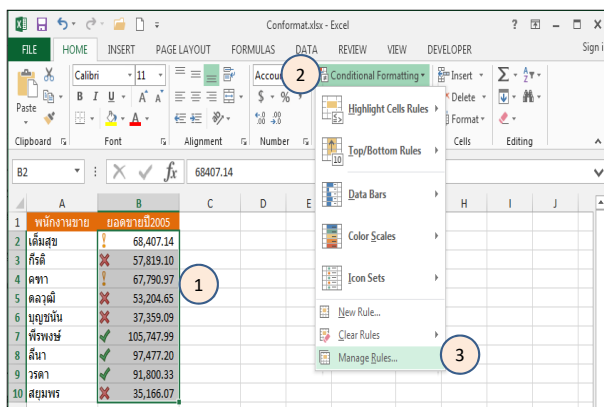 Conformat.xlsx - Excel
FILE HOME INSERT PAGE LAYOUT FORMULAS DATA REVIEW VIEW DEVELOPER Sign i
Paste
Calibri 11
B I U A A A
Accou
$ %
Conditional Formatting
Insert
Delete
Format
Clipboard Font Alignment Number Cells Editing
2
B2 fx 68407.14
A B C D E H I J
1 พนักงานขาย ยอดขายปี2005
2 เต็มสุข 68,407.14
3 กีรติ 57,819.10
4 คฑา 67,790.97
5 ดลวุฒิ 53,204.65
6 บุญชนัน 37,359.09
7 พีรพงษ์ 105,747.99
8 ลีนา 97,477.20
9 วรดา 91,800.33
10 สยุมพร 35,166.07
1
Highlight Cells Rules
Top/Bottom Rules
Data Bars
Color Scales
Icon Sets
New Rule...
Clear Rules
Manage Rules...
3